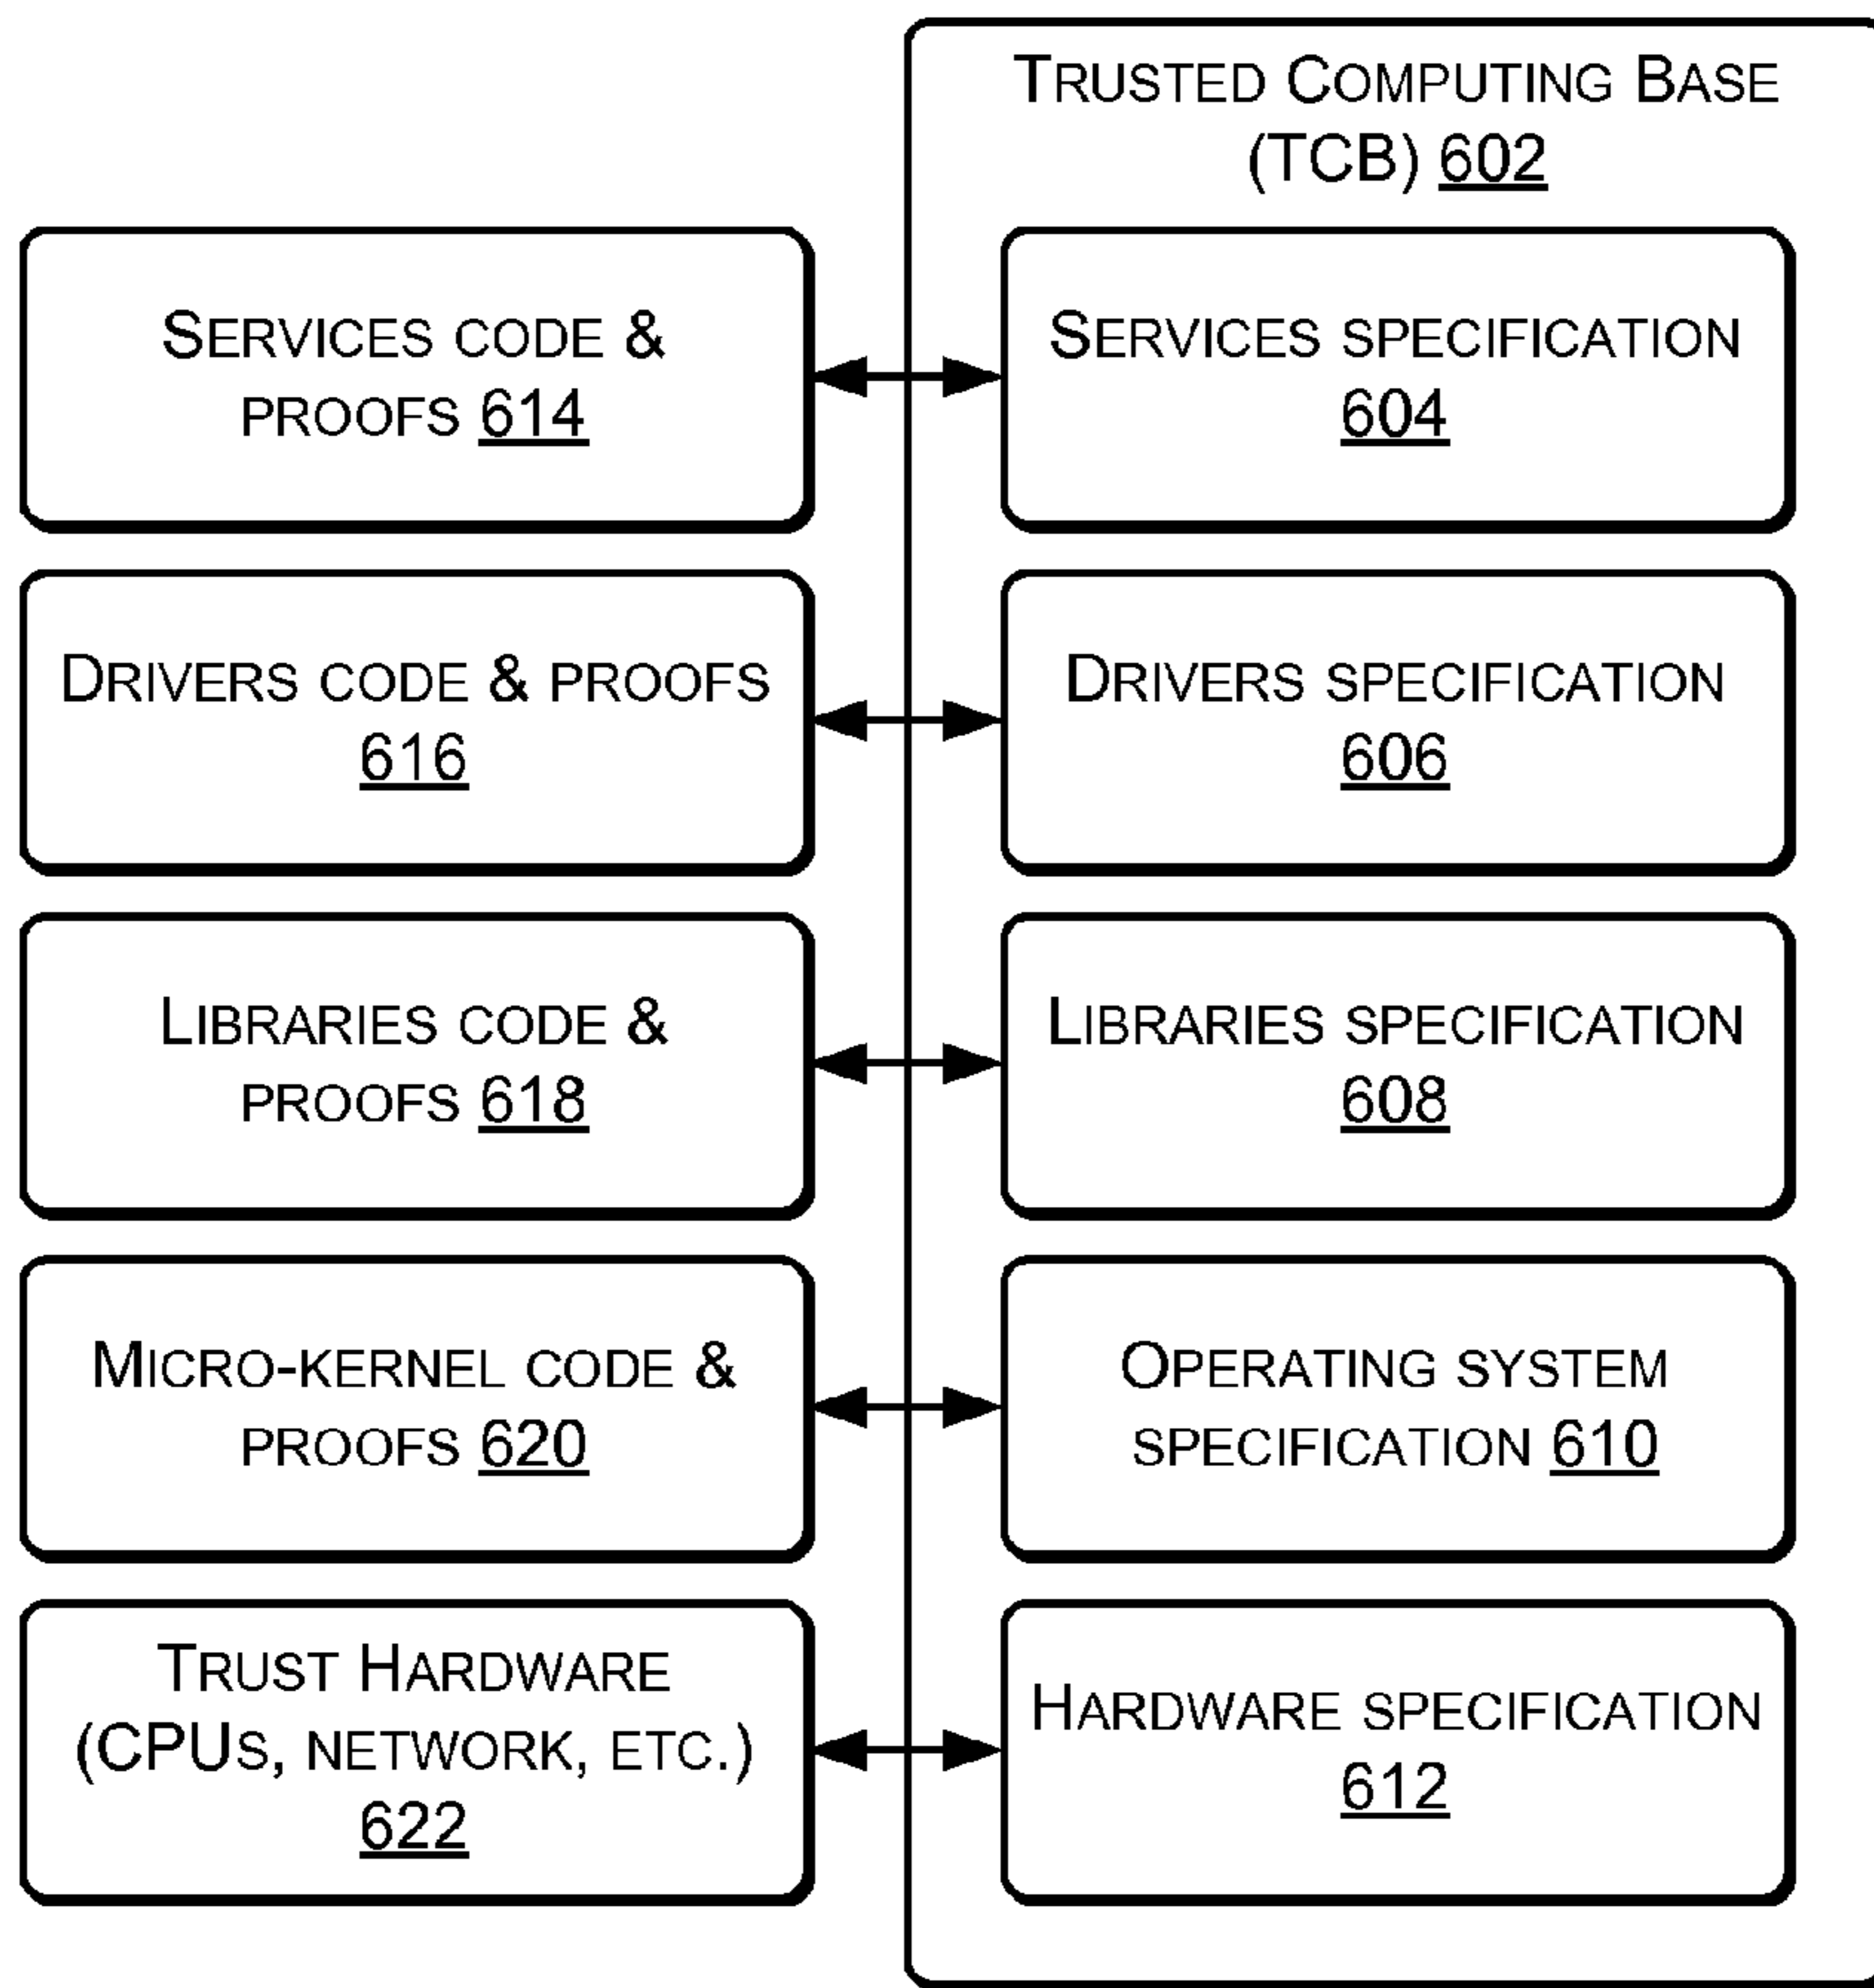 TRUSTED COMPUTING BASE
(TCB) 602
SERVICES CODE &
PROOFS 614
SERVICES SPECIFICATION
604
DRIVERS CODE & PROOFS
616
DRIVERS SPECIFICATION
606
LIBRARIES CODE &
PROOFS 618
LIBRARIES SPECIFICATION
608
MICRO-KERNEL CODE &
PROOFS 620
OPERATING SYSTEM
SPECIFICATION 610
TRUST HARDWARE
(CPUS, NETWORK, ETC.)
622
HARDWARE SPECIFICATION
612